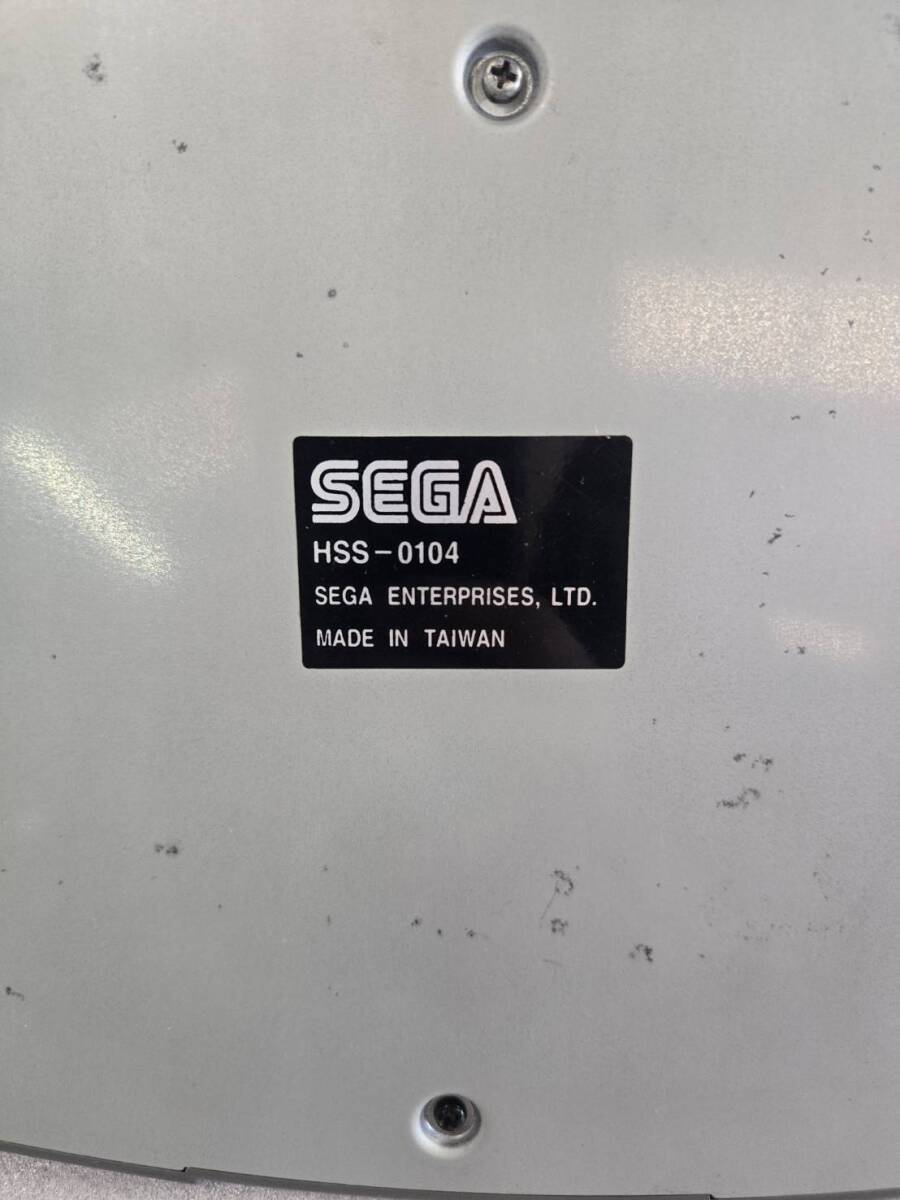 SEGA
HSS-0104
SEGA ENTERPRISES, LTD.
MADE IN TAIWAN